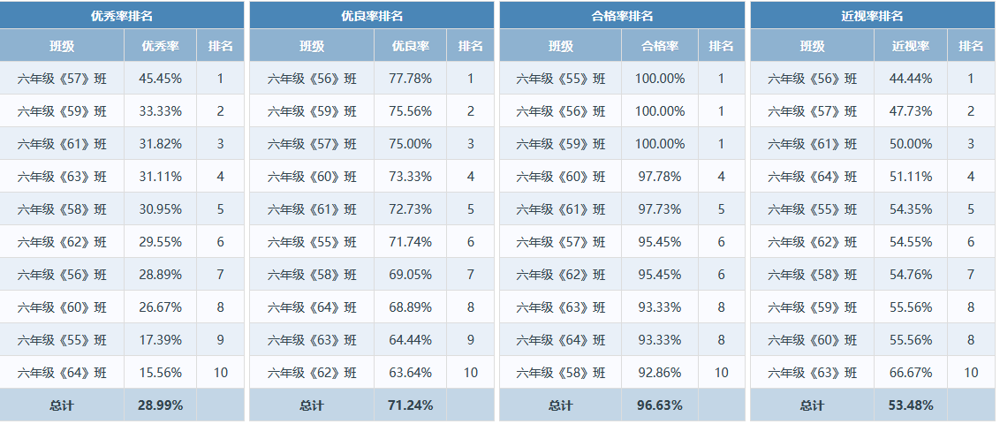 优秀率排名 优良率排名 合格率排名 近视率排名
班级 优秀率 排名 班级 优良率 排名 班级 合格率 排名 班级 近视率 排名
六年级《57》班 45.45% 1 六年级《56》班 77.78% 1 六年级《55》班 100.00% 1 六年级《56》班 44.44% 1
六年级《59》班 33.33% 2 六年级《59》班 75.56% 2 六年级《56》班 100.00% 1 六年级《57》班 47.73% 2
六年级《61》班 31.82% 3 六年级《57》班 75.00% 3 六年级《59》班 100.00% 1 六年级《61》班 50.00% 3
六年级《63》班 31.11% 4 六年级《60》班 73.33% 4 六年级《60》班 97.78% 4 六年级《64》班 51.11% 4
六年级《58》班 30.95% 5 六年级《61》班 72.73% 5 六年级《61》班 97.73% 5 六年级《55》班 54.35% 5
六年级《62》班 29.55% 6 六年级《55》班 71.74% 6 六年级《57》班 95.45% 6 六年级《62》班 54.55% 6
六年级《56》班 28.89% 7 六年级《58》班 69.05% 7 六年级《62》班 95.45% 6 六年级《58》班 54.76% 7
六年级《60》班 26.67% 8 六年级《64》班 68.89% 8 六年级《63》班 93.33% 8 六年级《59》班 55.56% 8
六年级《55》班 17.39% 9 六年级《63》班 64.44% 9 六年级《64》班 93.33% 8 六年级《60》班 55.56% 8
六年级《64》班 15.56% 10 六年级《62》班 63.64% 10 六年级《58》班 92.86% 10 六年级《63》班 66.67% 10
总计 28.99% 总计 71.24% 总计 96.63% 总计 53.48%